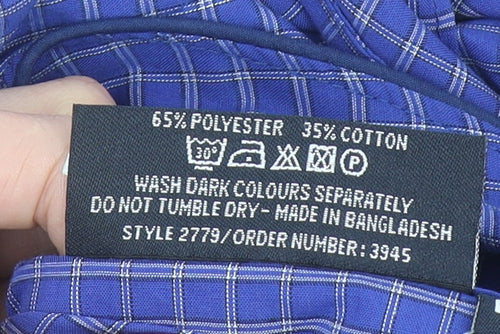 65% POLYESTER 35% COTTON
30° P
WASH DARK COLOURS SEPARATELY
DO NOT TUMBLE DRY - MADE IN BANGLADESH
STYLE 2779/ORDER NUMBER: 3945